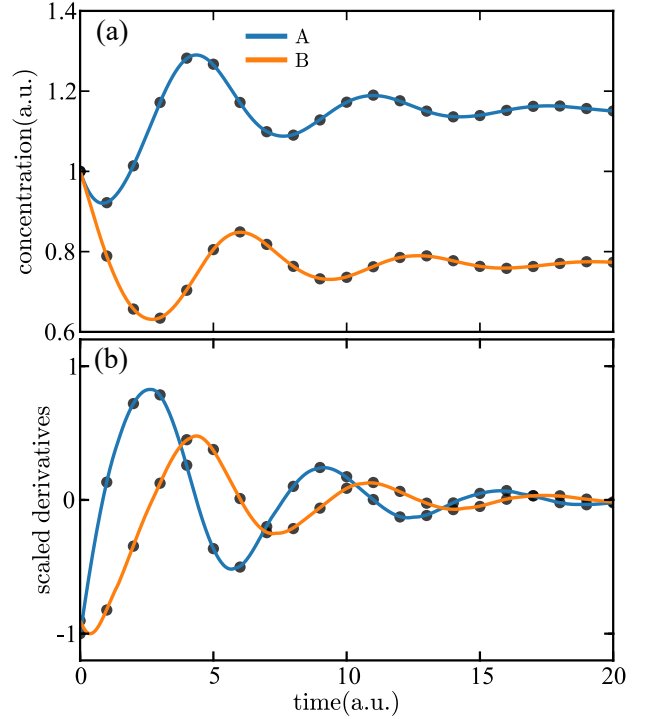 (a)
A
B
1.4
1.2
1
0.8
0.6
concentration(a.u.)
(b)
1
0
-1
scaled derivatives
0
5
10
15
20
time(a.u.)